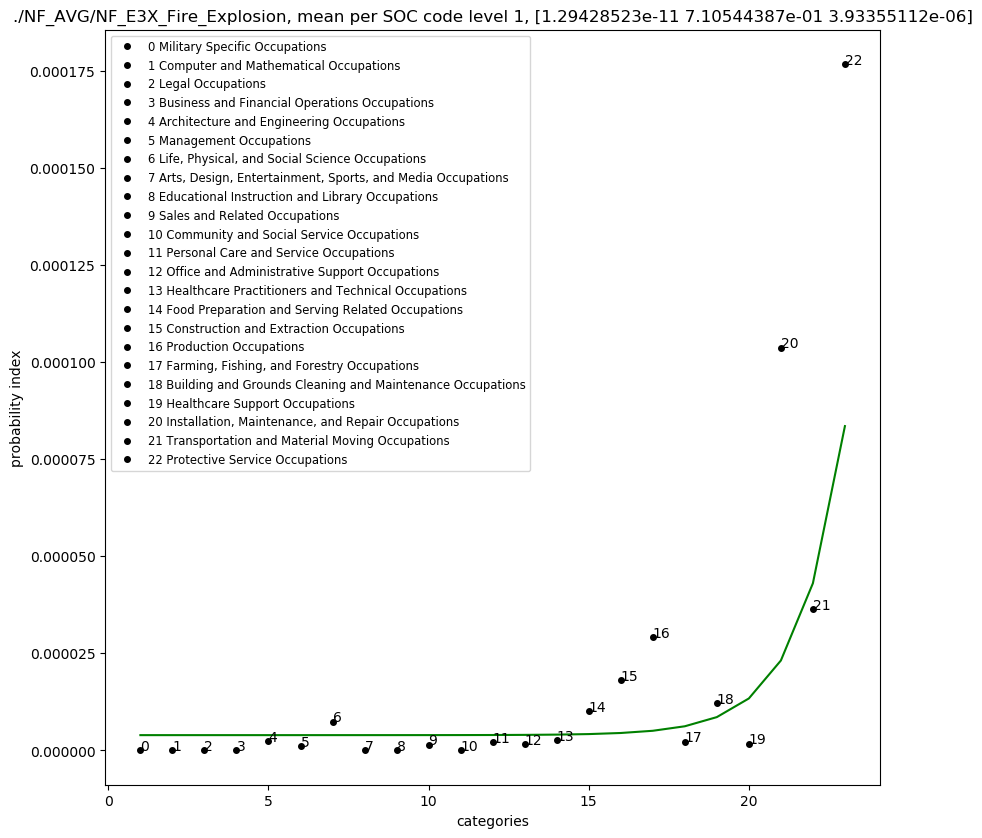 ./NF_AVG/NF_E3X_Fire_Explosion, mean per SOC code level 1, [1.29428523e-11 7.10544387e-01 3.93355112e-06]
0 Military Specific Occupations
1 Computer and Mathematical Occupations
2 Legal Occupations
3 Business and Financial Operations Occupations
4 Architecture and Engineering Occupations
5 Management Occupations
6 Life, Physical, and Social Science Occupations
7 Arts, Design, Entertainment, Sports, and Media Occupations
8 Educational Instruction and Library Occupations
9 Sales and Related Occupations
10 Community and Social Service Occupations
11 Personal Care and Service Occupations
12 Office and Administrative Support Occupations
13 Healthcare Practitioners and Technical Occupations
14 Food Preparation and Serving Related Occupations
15 Construction and Extraction Occupations
16 Production Occupations
17 Farming, Fishing, and Forestry Occupations
18 Building and Grounds Cleaning and Maintenance Occupations
19 Healthcare Support Occupations
20 Installation, Maintenance, and Repair Occupations
21 Transportation and Material Moving Occupations
22 Protective Service Occupations
probability index
0.000175
0.000150
0.000125
0.000100
0.000075
0.000050
0.000025
0.000000
0
1
2
3
4
5
6
7
8
9
10
11
12
13
14
15
16
17
18
19
20
21
22
0
5
10
15
20
categories